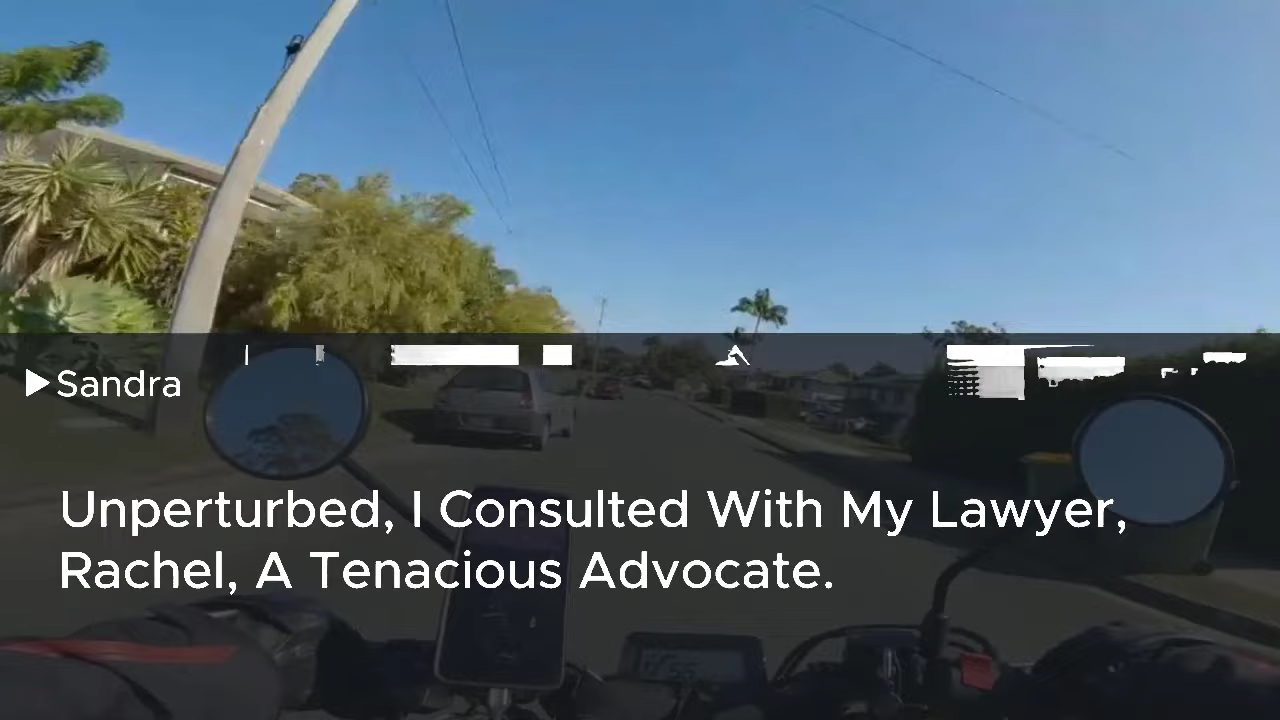 Sandra
Unperturbed, I Consulted With My Lawyer,
Rachel, A Tenacious Advocate.